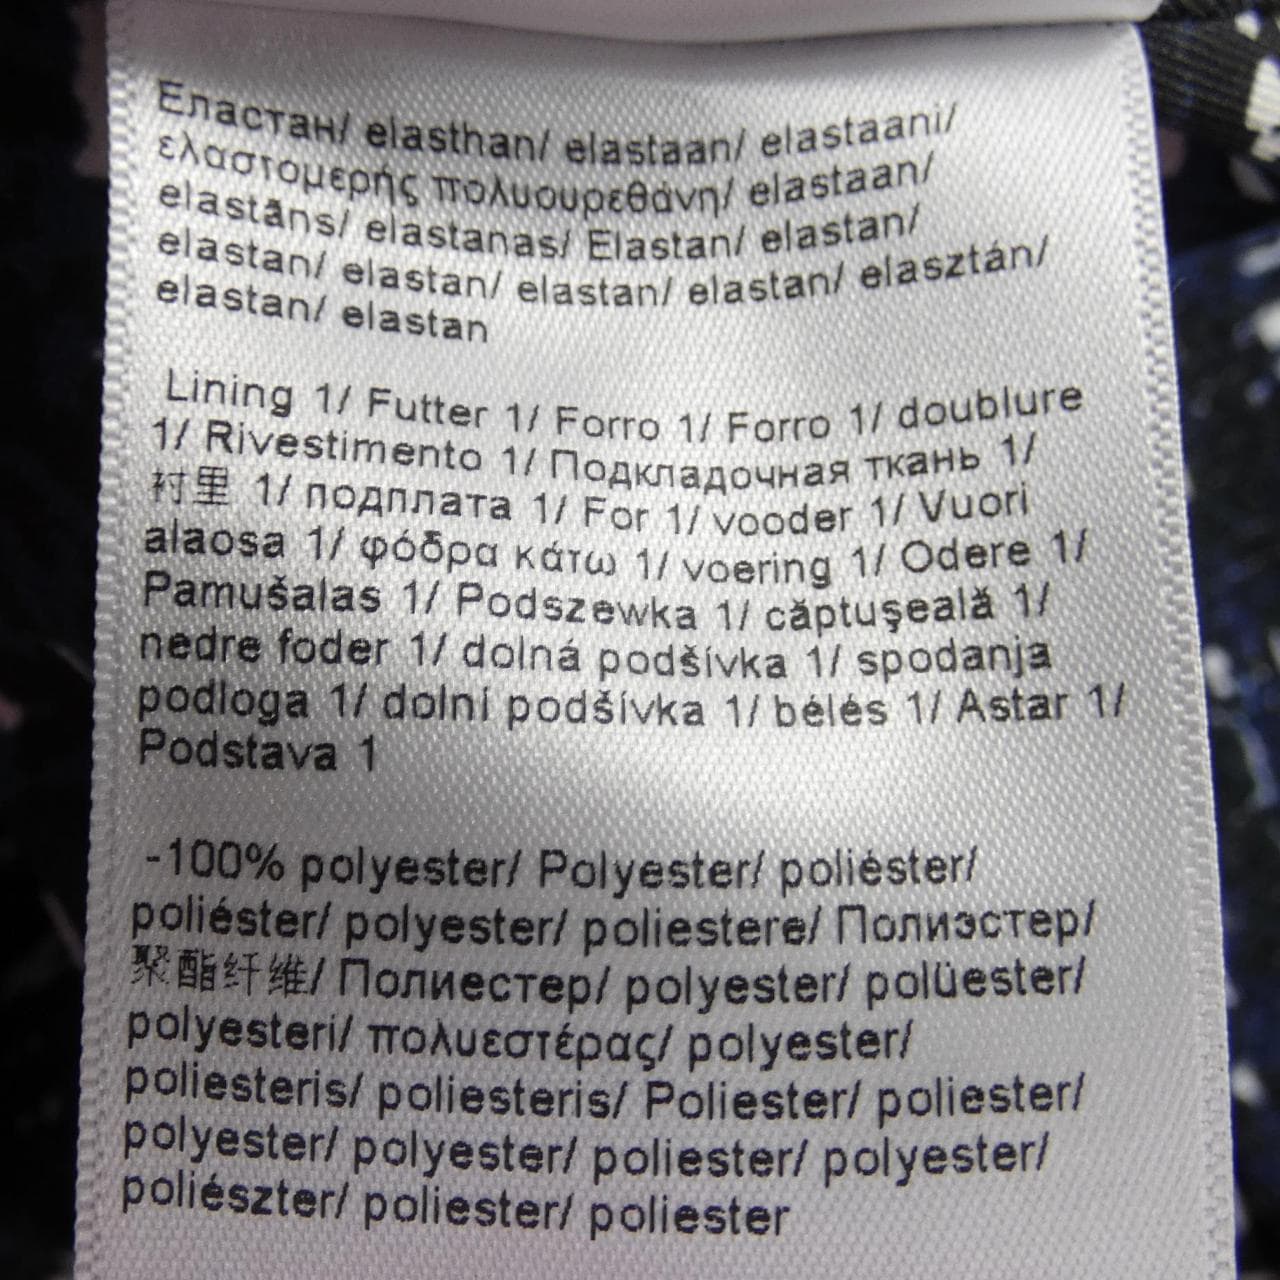 Еластан/ elasthan/ elastaan/ elastaani/
ελαστομερής πολυουρεθάνη/ elastaan/
elastāns/ elastanas/ Elastan/ elastan/
elastan/ elastan/ elastan/ elastan/ elasztán/
elastan/ elastan
Lining 1/ Futter 1/ Forro 1/ Forro 1/ doublure
1/ Rivestimento 1/ Подкладочная ткань 1/
衬里 1/ подплата 1/ For 1/ vooder 1/ Vuori
alaosa 1/ φόδρα κάτω 1/ voering 1/ Odere 1/
Pamušalas 1/ Podszewka 1/ căptuşeală 1/
nedre foder 1/ dolná podšívka 1/ spodanja
podloga 1/ dolní podšívka 1/ bélés 1/ Astar 1/
Podstava 1
-100% polyester/ Polyester/ poliéster/
poliéster/ polyester/ poliestere/ Полиэстер/
聚酯纤维/ Полиестер/ polyester/ polüester/
polyesteri/ πολυεστέρας/ polyester/
poliesteris/ poliesteris/ Poliester/ poliester/
polyester/ polyester/ poliester/ polyester/
poliészter/ poliester/ poliester